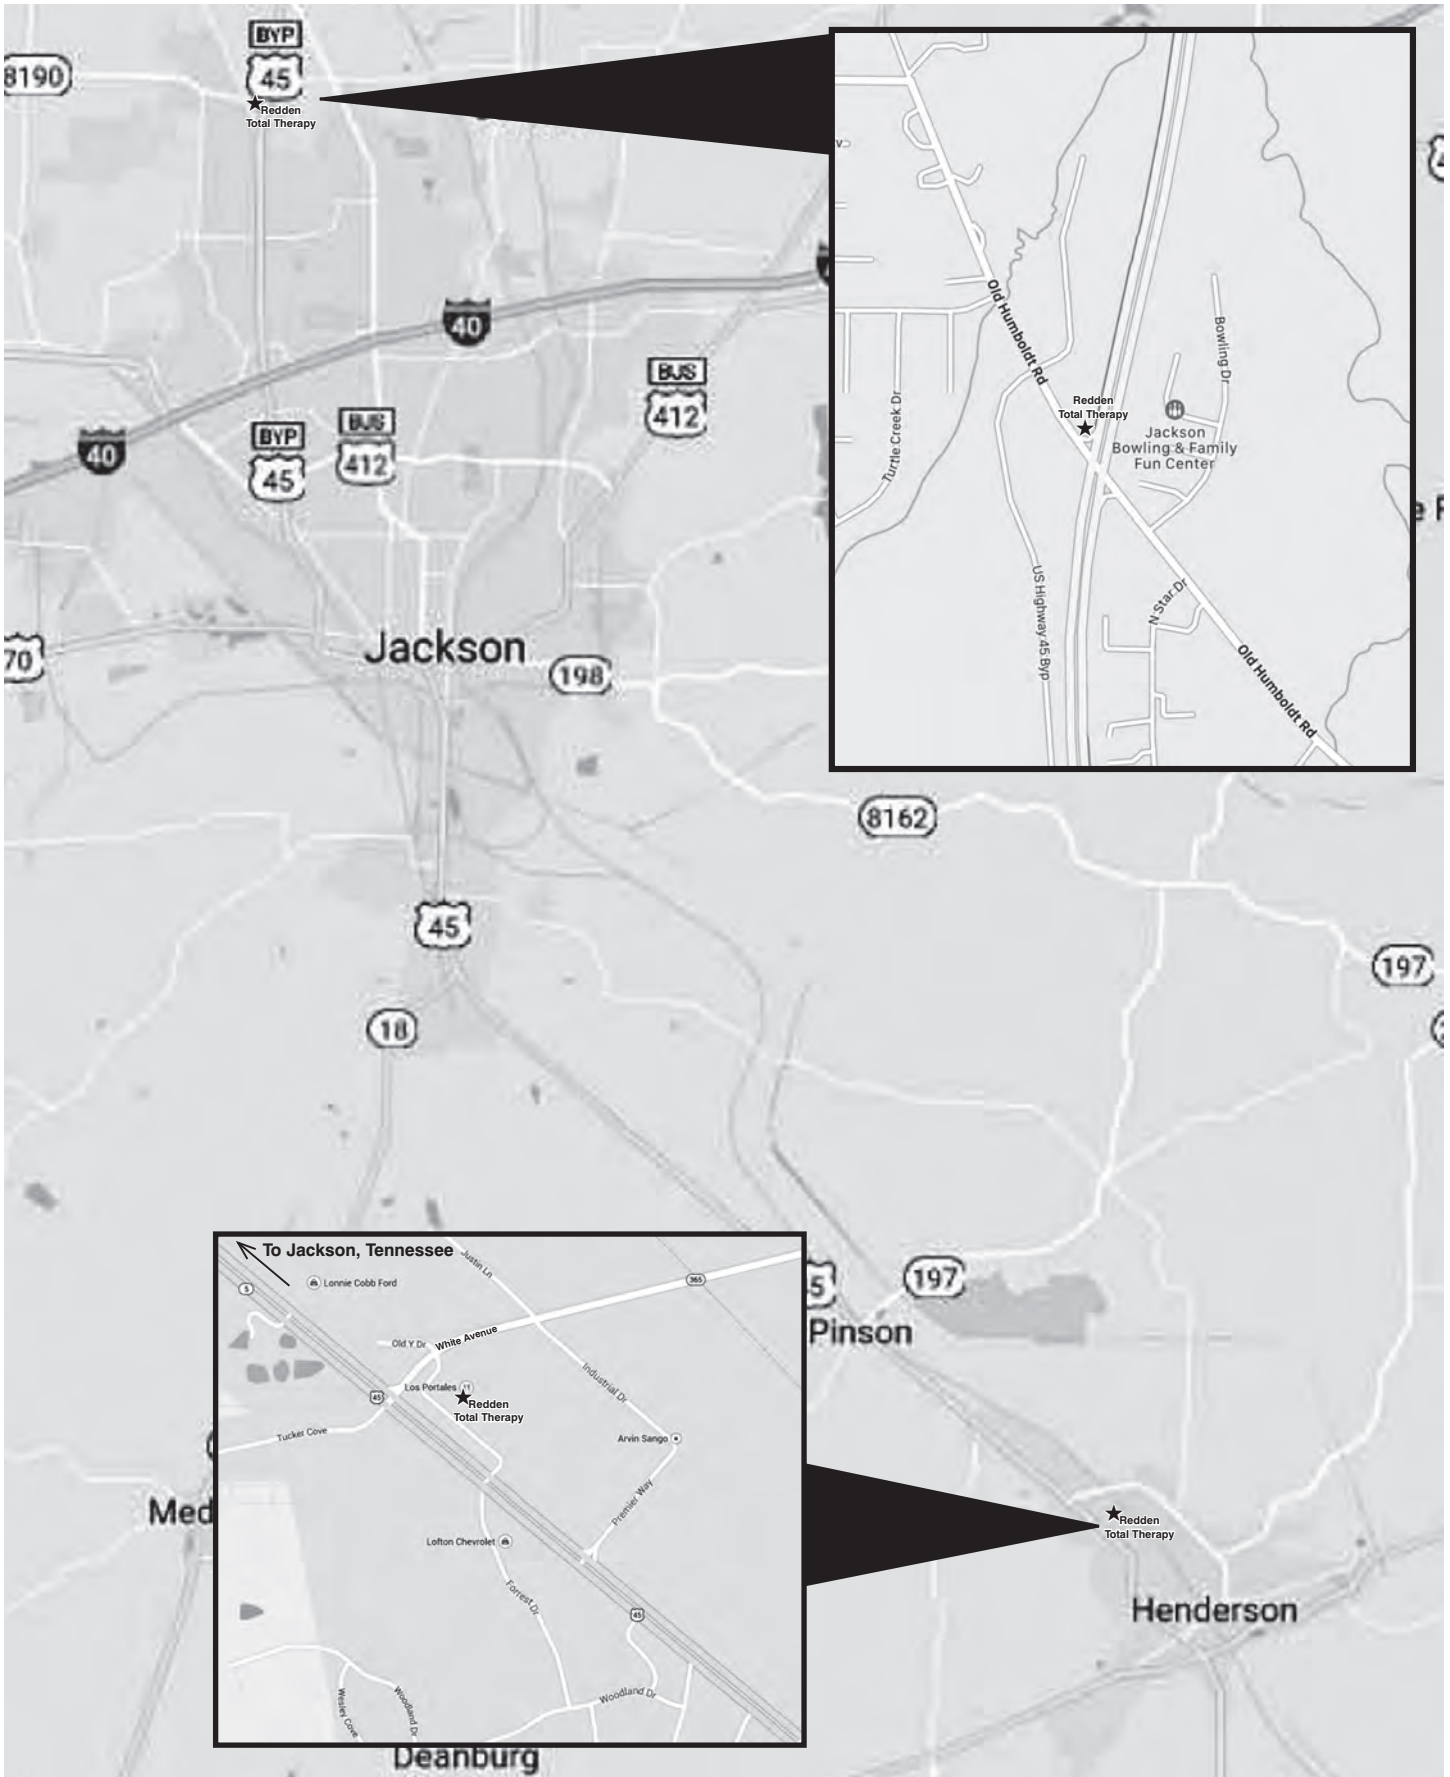 BYP
45
8190
Redden
Total Therapy
40
BUS
412
BYP
45
BUS
412
40
70
Jackson
198
8162
45
197
18
197
5
Pinson
Med
Redden
Total Therapy
Henderson
Deanburg
Old Humboldt Rd
Bowling Dr
Turtle Creek Dr
Redden
Total Therapy
Jackson
Bowling & Family
Fun Center
US Highway 45 Byp
N Star Dr
Old Humboldt Rd
To Jackson, Tennessee
Justin Ln
Lonnie Cobb Ford
5
365
Old Y Dr
White Avenue
Los Portales
45
Redden
Total Therapy
Industrial Dr
Tucker Cove
Arvin Sango
Premier Way
Lofton Chevrolet
Forrest Dr
45
Wesley Cove
Woodland Dr
Woodland Dr